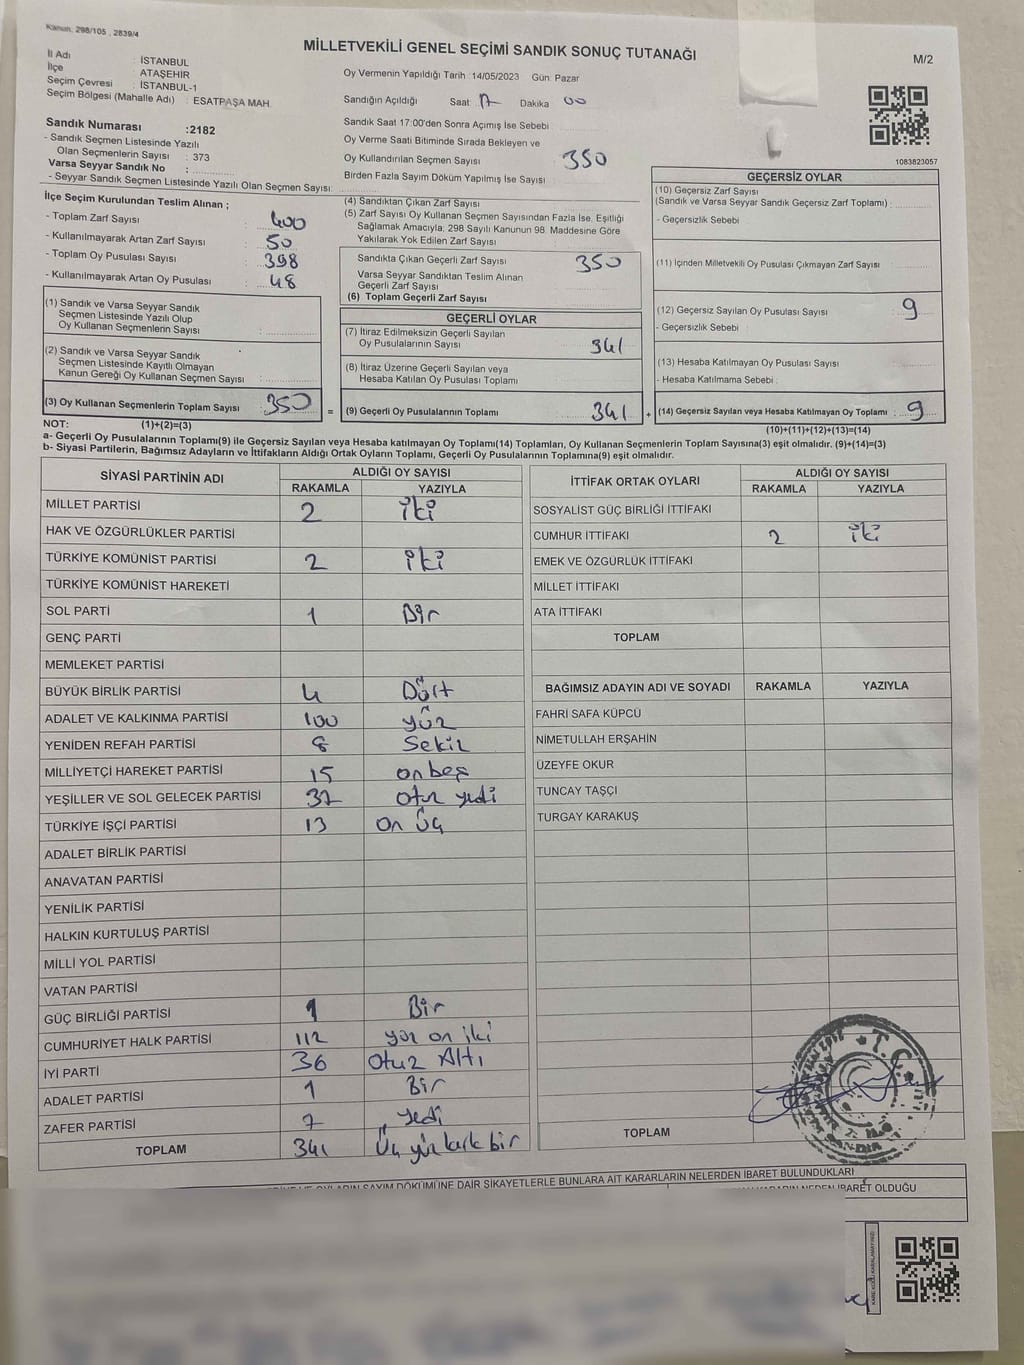 Kanun, 298/105 , 2839/4
MİLLETVEKİLİ GENEL SEÇİMİ SANDIK SONUÇ TUTANAĞI
M/2
İl Adı : İSTANBUL
İlçe : ATAŞEHİR
Seçim Çevresi : İSTANBUL-1
Seçim Bölgesi (Mahalle Adı) : ESATPAŞA MAH.
Oy Vermenin Yapıldığı Tarih :14/05/2023 Gün Pazar
Sandığın Açıldığı Saat 17 Dakika 00
Sandık Saat 17:00'den Sonra Açımış İse Sebebi
Oy Verme Saati Bitiminde Sırada Bekleyen ve
Oy Kullandırılan Seçmen Sayısı 350
Birden Fazla Sayım Döküm Yapılmış İse Sayısı
1083823057
Sandık Numarası :2182
- Sandık Seçmen Listesinde Yazılı
Olan Seçmenlerin Sayısı : 373
Varsa Seyyar Sandık No :
- Seyyar Sandık Seçmen Listesinde Yazılı Olan Seçmen Sayısı:
İlçe Seçim Kurulundan Teslim Alınan ;
- Toplam Zarf Sayısı : 400
- Kullanılmayarak Artan Zarf Sayısı : 50
- Toplam Oy Pusulası Sayısı : 398
- Kullanılmayarak Artan Oy Pusulası : 48
(1) Sandık ve Varsa Seyyar Sandık
Seçmen Listesinde Yazılı Olup
Oy Kullanan Seçmenlerin Sayısı :
(2) Sandık ve Varsa Seyyar Sandık
Seçmen Listesinde Kayıtlı Olmayan
Kanun Gereği Oy Kullanan Seçmen Sayısı :
(3) Oy Kullanan Seçmenlerin Toplam Sayısı : 350
(4) Sandıktan Çıkan Zarf Sayısı
(5) Zarf Sayısı Oy Kullanan Seçmen Sayısından Fazla İse, Eşitliği
Sağlamak Amacıyla; 298 Sayılı Kanunun 98. Maddesine Göre
Yakılarak Yok Edilen Zarf Sayısı
Sandıkta Çıkan Geçerli Zarf Sayısı 350
Varsa Seyyar Sandıktan Teslim Alınan
Geçerli Zarf Sayısı
(6) Toplam Geçerli Zarf Sayısı
GEÇERLİ OYLAR
(7) İtiraz Edilmeksizin Geçerli Sayılan
Oy Pusulalarının Sayısı 341
(8) İtiraz Üzerine Geçerli Sayılan veya
Hesaba Katılan Oy Pusulası Toplamı
= (9) Geçerli Oy Pusulalarının Toplamı 341 +
GEÇERSİZ OYLAR
(10) Geçersiz Zarf Sayısı
(Sandık ve Varsa Seyyar Sandık Geçersiz Zarf Toplamı) :
- Geçersizlik Sebebi
(11) İçinden Milletvekili Oy Pusulası Çıkmayan Zarf Sayısı
(12) Geçersiz Sayılan Oy Pusulası Sayısı : 9
- Geçersizlik Sebebi
(13) Hesaba Katılmayan Oy Pusulası Sayısı
- Hesaba Katılmama Sebebi :
(14) Geçersiz Sayılan veya Hesaba Katılmayan Oy Toplamı : 9
NOT: (1)+(2)=(3) (10)+(11)+(12)+(13)=(14)
a- Geçerli Oy Pusulalarının Toplamı(9) ile Geçersiz Sayılan veya Hesaba katılmayan Oy Toplamı(14) Toplamları, Oy Kullanan Seçmenlerin Toplam Sayısına(3) eşit olmalıdır. (9)+(14)=(3)
b- Siyasi Partilerin, Bağımsız Adayların ve İttifakların Aldığı Ortak Oyların Toplamı, Geçerli Oy Pusulalarının Toplamına(9) eşit olmalıdır.
SİYASİ PARTİNİN ADI ALDIĞI OY SAYISI
RAKAMLA YAZIYLA
MİLLET PARTİSİ 2 iki
HAK VE ÖZGÜRLÜKLER PARTİSİ
TÜRKİYE KOMÜNİST PARTİSİ 2 iki
TÜRKİYE KOMÜNİST HAREKETİ
SOL PARTİ 1 Bir
GENÇ PARTİ
MEMLEKET PARTİSİ
BÜYÜK BİRLİK PARTİSİ 4 Dört
ADALET VE KALKINMA PARTİSİ 100 yüz
YENİDEN REFAH PARTİSİ 8 Sekiz
MİLLİYETÇİ HAREKET PARTİSİ 15 on beş
YEŞİLLER VE SOL GELECEK PARTİSİ 37 otuz yedi
TÜRKİYE İŞÇİ PARTİSİ 13 on üç
ADALET BİRLİK PARTİSİ
ANAVATAN PARTİSİ
YENİLİK PARTİSİ
HALKIN KURTULUŞ PARTİSİ
MİLLİ YOL PARTİSİ
VATAN PARTİSİ
GÜÇ BİRLİĞİ PARTİSİ 1 Bir
CUMHURİYET HALK PARTİSİ 112 yüz on iki
İYİ PARTİ 36 otuz Altı
ADALET PARTİSİ 1 Bir
ZAFER PARTİSİ 7 yedi
TOPLAM 341 Üç yüz kırk bir
İTTİFAK ORTAK OYLARI ALDIĞI OY SAYISI
RAKAMLA YAZIYLA
SOSYALİST GÜÇ BİRLİĞİ İTTİFAKI
CUMHUR İTTİFAKI 2 iki
EMEK VE ÖZGÜRLÜK İTTİFAKI
MİLLET İTTİFAKI
ATA İTTİFAKI
TOPLAM
BAĞIMSIZ ADAYIN ADI VE SOYADI RAKAMLA YAZIYLA
FAHRİ SAFA KÜPCÜ
NİMETULLAH ERŞAHİN
ÜZEYFE OKUR
TUNCAY TAŞÇI
TURGAY KARAKUŞ
TOPLAM
T.C.
OYLARIN SAYIM DÖKÜMÜNE DAİR ŞİKAYETLERLE BUNLARA AİT KARARLARIN NELERDEN İBARET BULUNDUKLARI
NEDEN İBARET OLDUĞU